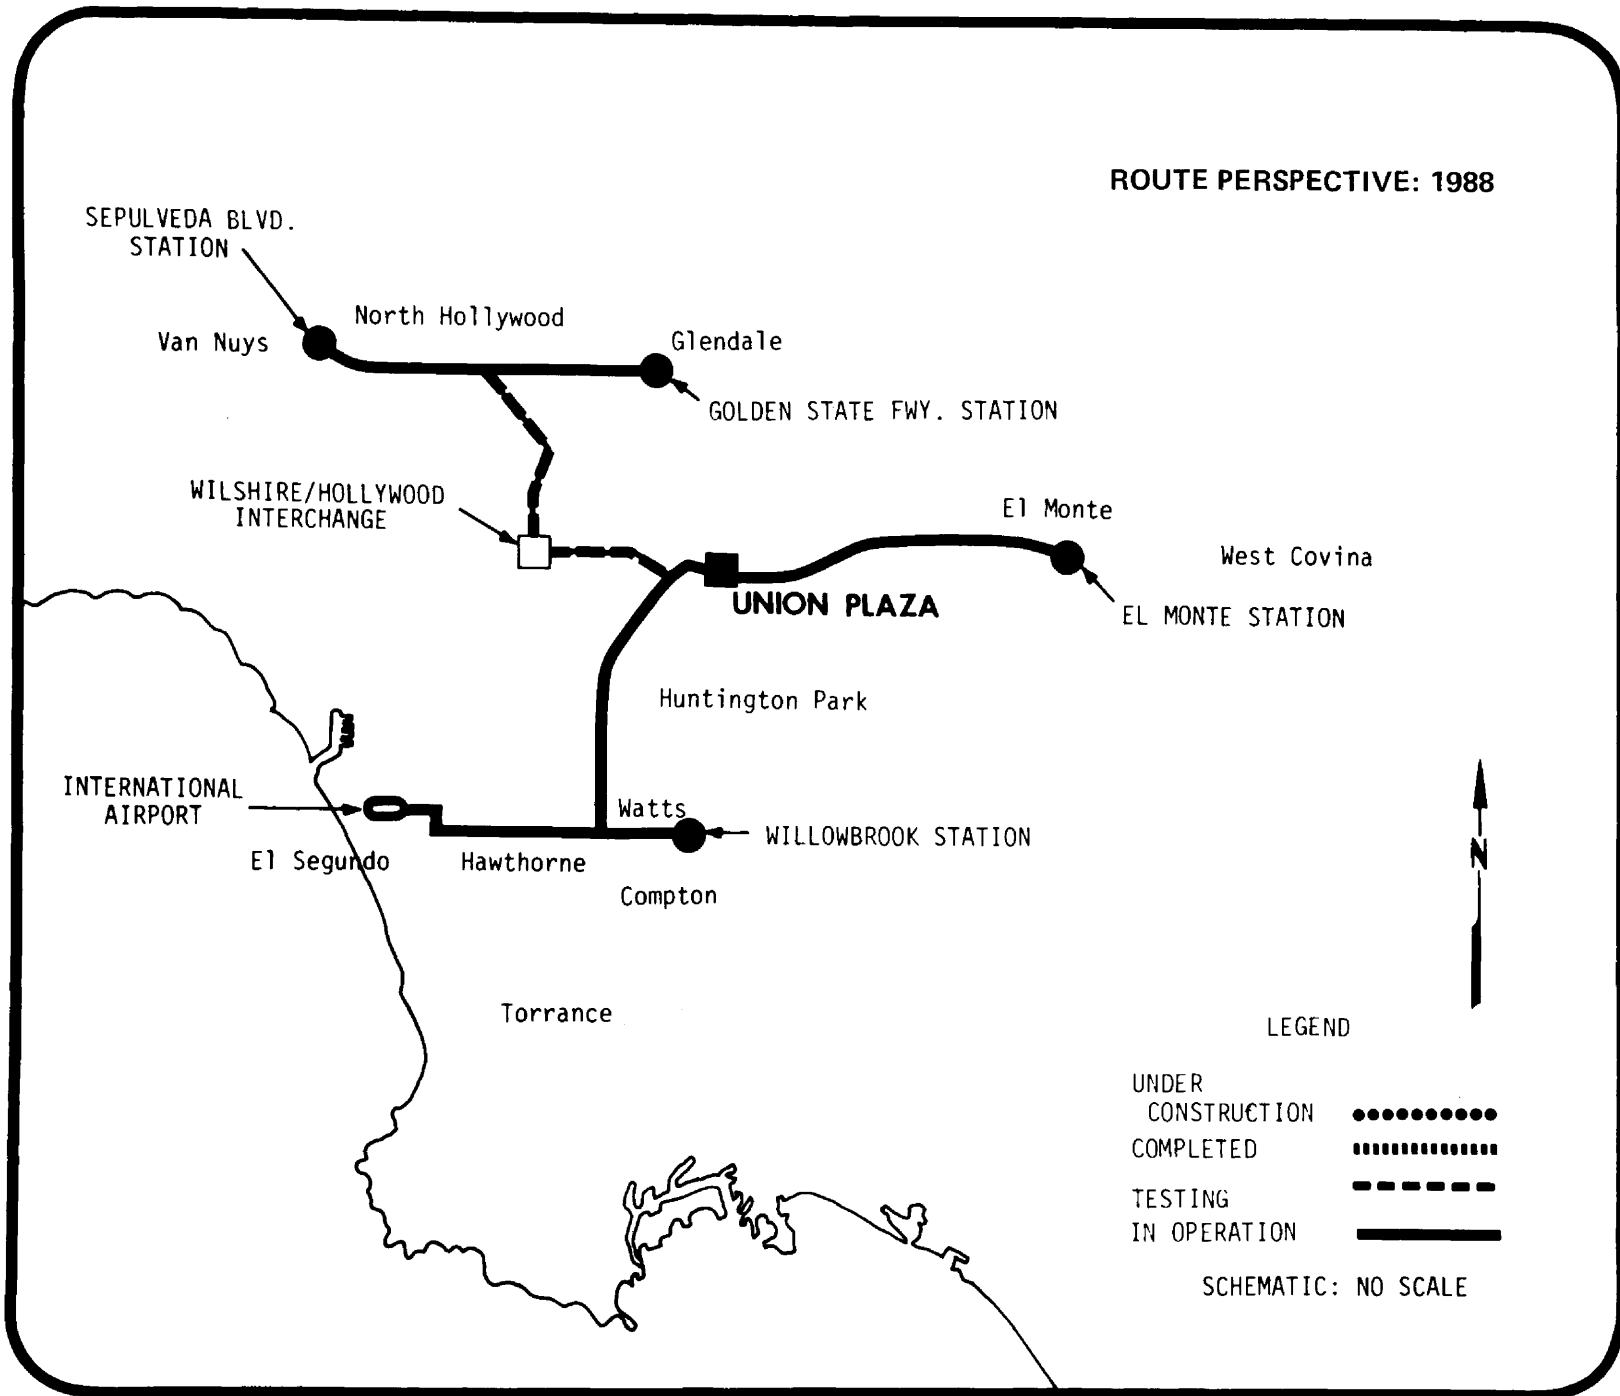 ROUTE PERSPECTIVE: 1988
SEPULVEDA BLVD.
STATION
North Hollywood
Van Nuys
Glendale
GOLDEN STATE FWY. STATION
WILSHIRE/HOLLYWOOD
INTERCHANGE
El Monte
West Covina
UNION PLAZA
EL MONTE STATION
Huntington Park
INTERNATIONAL
AIRPORT
Watts
WILLOWBROOK STATION
El Segundo
Hawthorne
Compton
N
Torrance
LEGEND
UNDER
CONSTRUCTION
COMPLETED
TESTING
IN OPERATION
SCHEMATIC: NO SCALE